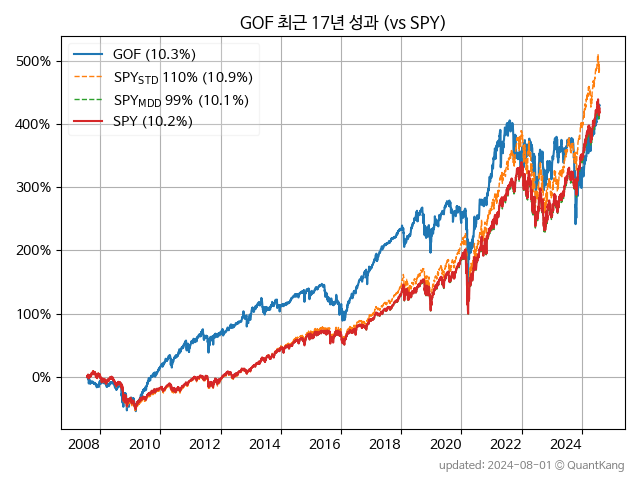 GOF 최근 17년 성과 (vs SPY)
GOF (10.3%)
SPY_STD 110% (10.9%)
SPY_MDD 99% (10.1%)
SPY (10.2%)
500%
400%
300%
200%
100%
0%
2008 2010 2012 2014 2016 2018 2020 2022 2024
updated: 2024-08-01 © QuantKang